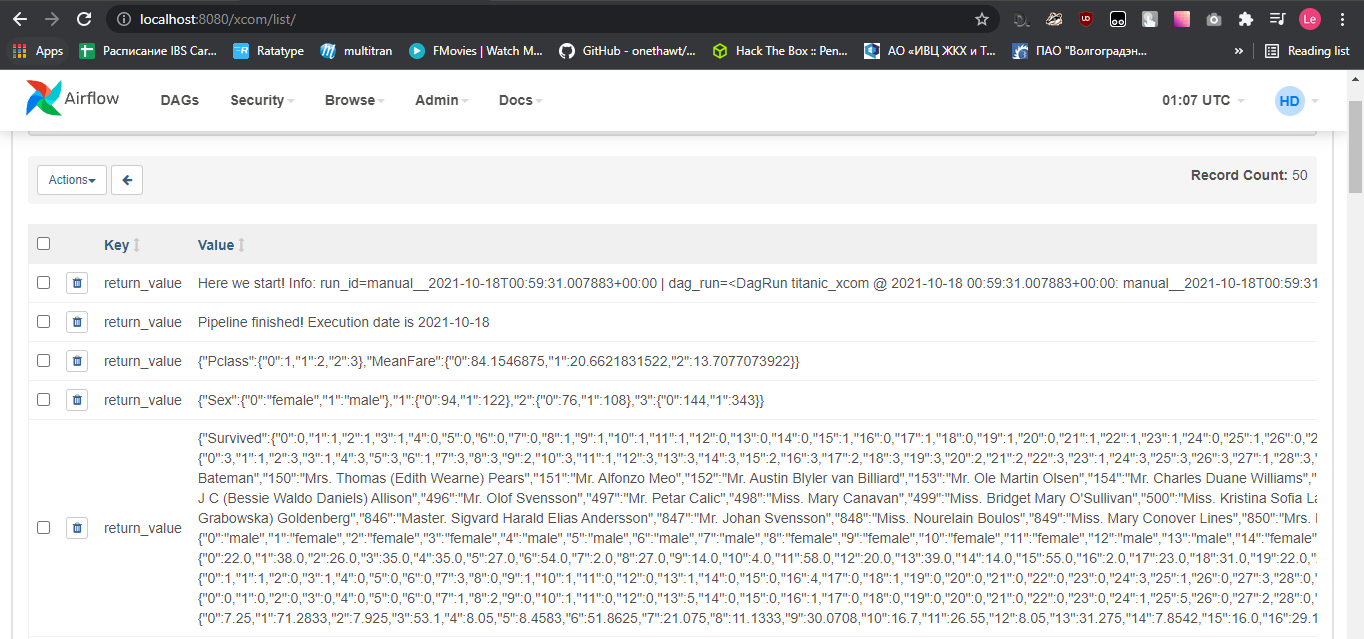 localhost:8080/xcom/list/
UD
Le
Apps
Расписание IBS Car...
Ratatype
multitran
FMovies | Watch M...
GitHub - onethawt/...
Hack The Box :: Pen...
АО «ИВЦ ЖКХ и Т...
ПАО "Волгоградэн...
»
Reading list
Airflow
DAGs
Security
Browse
Admin
Docs
01:07 UTC
HD
Actions
Record Count: 50
Key
Value
return_value
Here we start! Info: run_id=manual__2021-10-18T00:59:31.007883+00:00 | dag_run=<DagRun titanic_xcom @ 2021-10-18 00:59:31.007883+00:00: manual__2021-10-18T00:59:31
return_value
Pipeline finished! Execution date is 2021-10-18
return_value
{"Pclass":{"0":1,"1":2,"2":3},"MeanFare":{"0":84.1546875,"1":20.6621831522,"2":13.7077073922}}
return_value
{"Sex":{"0":"female","1":"male"},"1":{"0":94,"1":122},"2":{"0":76,"1":108},"3":{"0":144,"1":343}}
return_value
{"Survived":{"0":0,"1":1,"2":1,"3":1,"4":0,"5":0,"6":0,"7":0,"8":1,"9":1,"10":1,"11":1,"12":0,"13":0,"14":0,"15":1,"16":0,"17":1,"18":0,"19":1,"20":0,"21":1,"22":1,"23":1,"24":0,"25":1,"26":0,"2
{"0":3,"1":1,"2":3,"3":1,"4":3,"5":3,"6":1,"7":3,"8":3,"9":2,"10":3,"11":1,"12":3,"13":3,"14":3,"15":2,"16":3,"17":2,"18":3,"19":3,"20":2,"21":2,"22":3,"23":1,"24":3,"25":3,"26":3,"27":1,"28":3,"
Bateman","150":"Mrs. Thomas (Edith Wearne) Pears","151":"Mr. Alfonzo Meo","152":"Mr. Austin Blyler van Billiard","153":"Mr. Ole Martin Olsen","154":"Mr. Charles Duane Williams","
J C (Bessie Waldo Daniels) Allison","496":"Mr. Olof Svensson","497":"Mr. Petar Calic","498":"Miss. Mary Canavan","499":"Miss. Bridget Mary O'Sullivan","500":"Miss. Kristina Sofia La
Grabowska) Goldenberg","846":"Master. Sigvard Harald Elias Andersson","847":"Mr. Johan Svensson","848":"Miss. Nourelain Boulos","849":"Miss. Mary Conover Lines","850":"Mrs.
{"0":"male","1":"female","2":"female","3":"female","4":"male","5":"male","6":"male","7":"male","8":"female","9":"female","10":"female","11":"female","12":"male","13":"male","14":"female"
{"0":22.0,"1":38.0,"2":26.0,"3":35.0,"4":35.0,"5":27.0,"6":54.0,"7":2.0,"8":27.0,"9":14.0,"10":4.0,"11":58.0,"12":20.0,"13":39.0,"14":14.0,"15":55.0,"16":2.0,"17":23.0,"18":31.0,"19":22.0,"
{"0":1,"1":1,"2":0,"3":1,"4":0,"5":0,"6":0,"7":3,"8":0,"9":1,"10":1,"11":0,"12":0,"13":1,"14":0,"15":0,"16":4,"17":0,"18":1,"19":0,"20":0,"21":0,"22":0,"23":0,"24":3,"25":1,"26":0,"27":3,"28":0,"
{"0":0,"1":0,"2":0,"3":0,"4":0,"5":0,"6":0,"7":1,"8":2,"9":0,"10":1,"11":0,"12":0,"13":5,"14":0,"15":0,"16":1,"17":0,"18":0,"19":0,"20":0,"21":0,"22":0,"23":0,"24":1,"25":5,"26":0,"27":2,"28":0,"
{"0":7.25,"1":71.2833,"2":7.925,"3":53.1,"4":8.05,"5":8.4583,"6":51.8625,"7":21.075,"8":11.1333,"9":30.0708,"10":16.7,"11":26.55,"12":8.05,"13":31.275,"14":7.8542,"15":16.0,"16":29.1